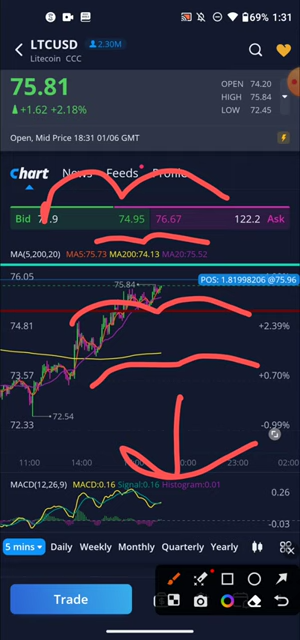 69% 1:31
LTCUSD 2.30M
Litecoin CCC
75.81
+1.62 +2.18%
OPEN 74.20
HIGH 75.84
LOW 72.45
Open, Mid Price 18:31 01/06 GMT
Chart News Feeds Profile
Bid 74.95 76.67 122.2 Ask
MA(5,200,20) MA5:75.73 MA200:74.13 MA20:75.52
76.05 75.84
POS: 1.81998206 @75.96
74.81 +2.39%
73.57 +0.70%
72.54
72.33 -0.99%
11:00 14:00 23:00 02:00
MACD(12,26,9) MACD:0.16 Signal:0.16 Histogram:0.01
0.26
-0.03
5 mins Daily Weekly Monthly Quarterly Yearly
Trade